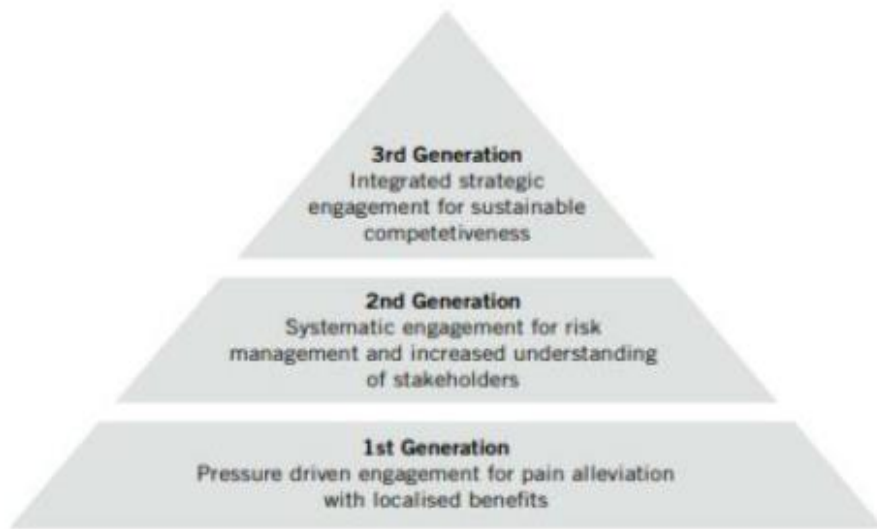 3rd Generation
Integrated strategic
engagement for sustainable
competetiveness
2nd Generation
Systematic engagement for risk
management and increased understanding
of stakeholders
1st Generation
Pressure driven engagement for pain alleviation
with localised benefits